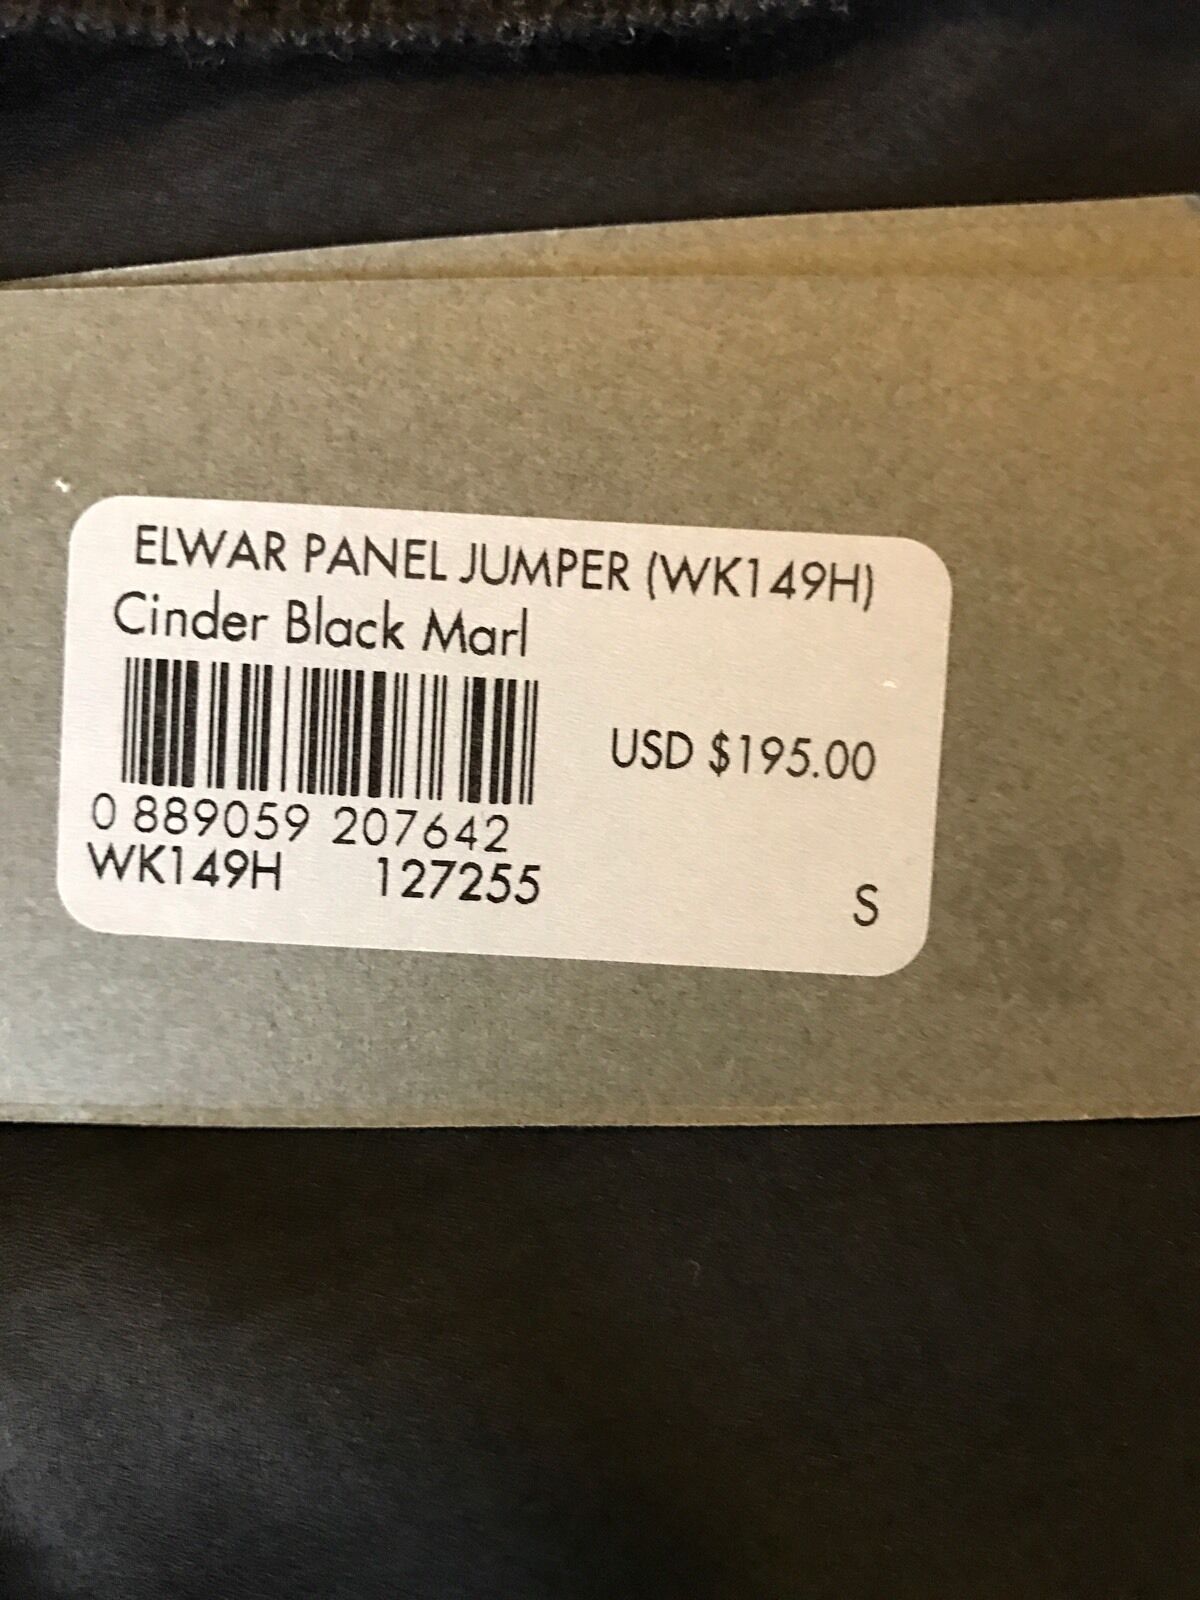 ELWAR PANEL JUMPER (WK149H)
Cinder Black Marl
USD $195.00
0 889059 207642
WK149H 127255
S